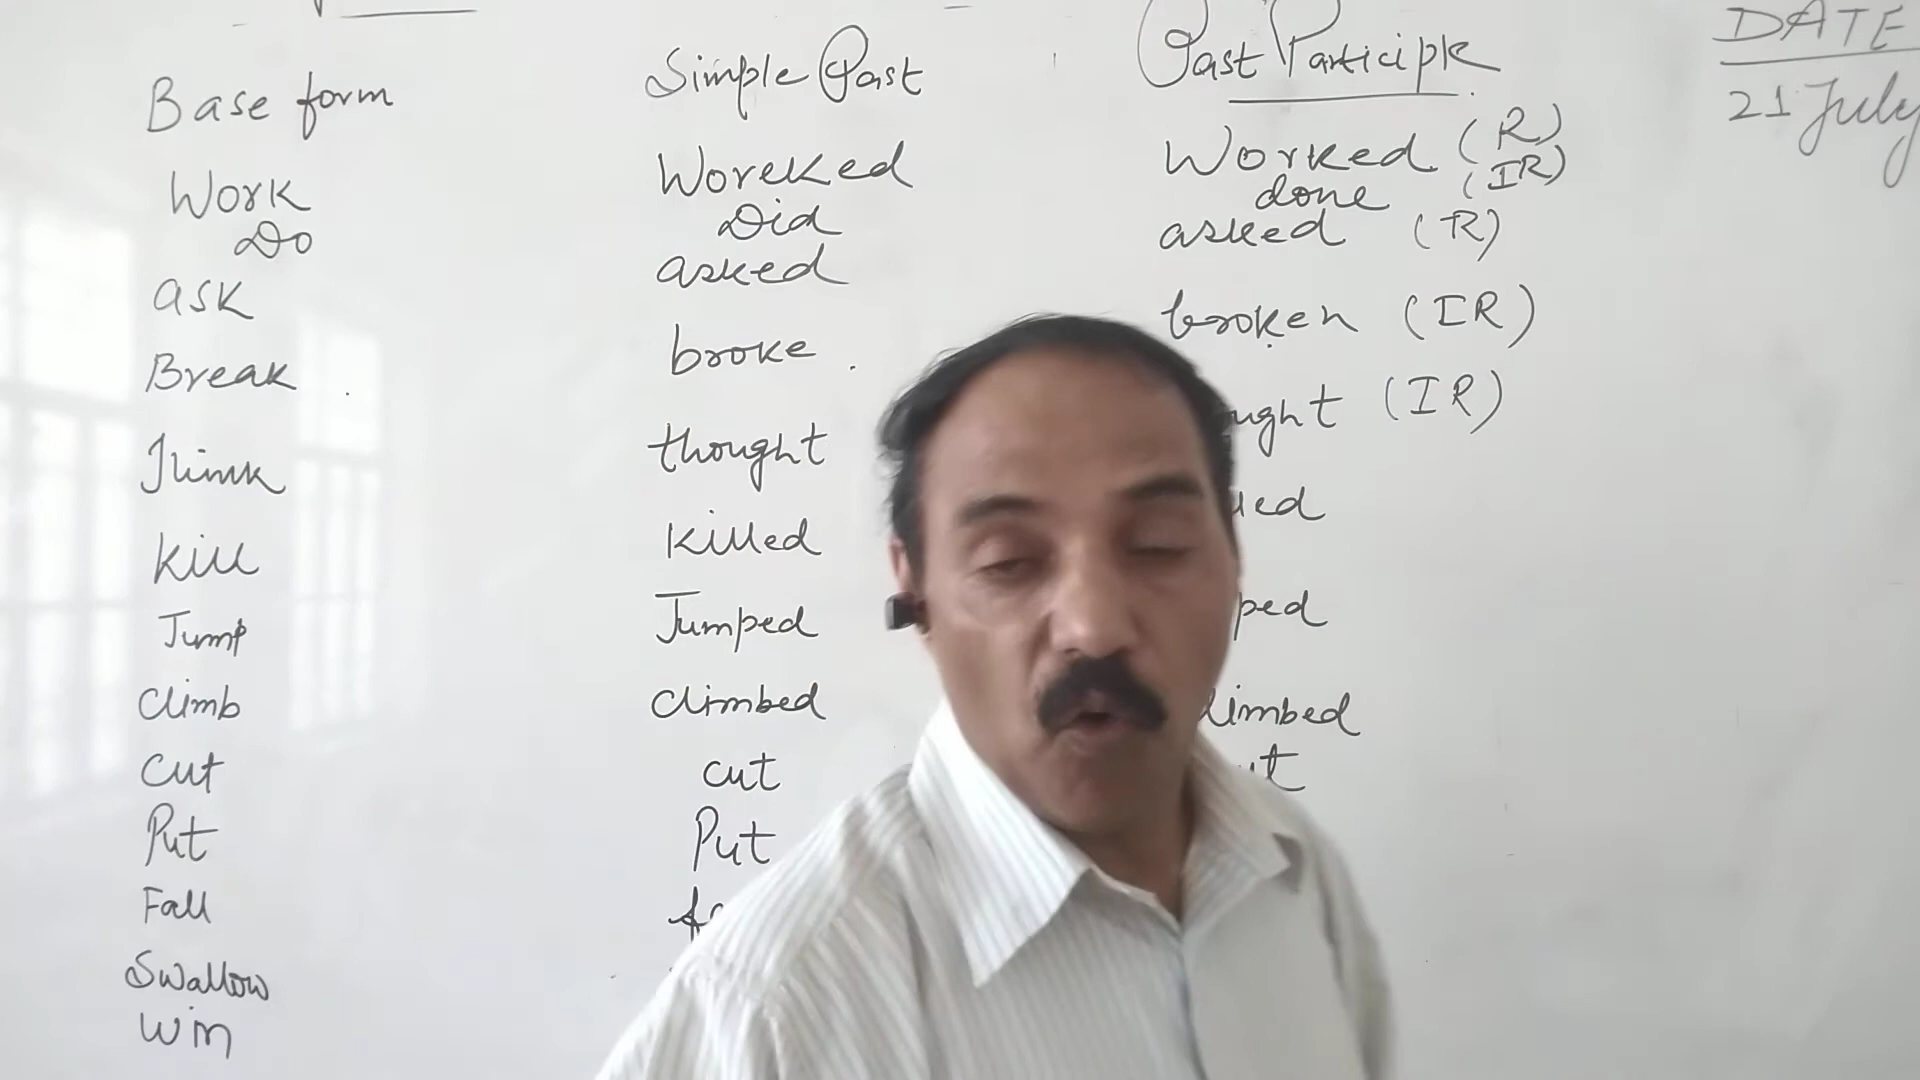 Base form Simple Past Past Participle DATE
21 July
Work Woreked Worked (R)
Do Did done (IR)
ask asked asked (R)
Break broke broken (IR)
Think thought ught (IR)
Kill Killed
Jump Jumped ped
Climb Climbed limbed
Cut cut ut
Put Put
Fall
Swallow
Win